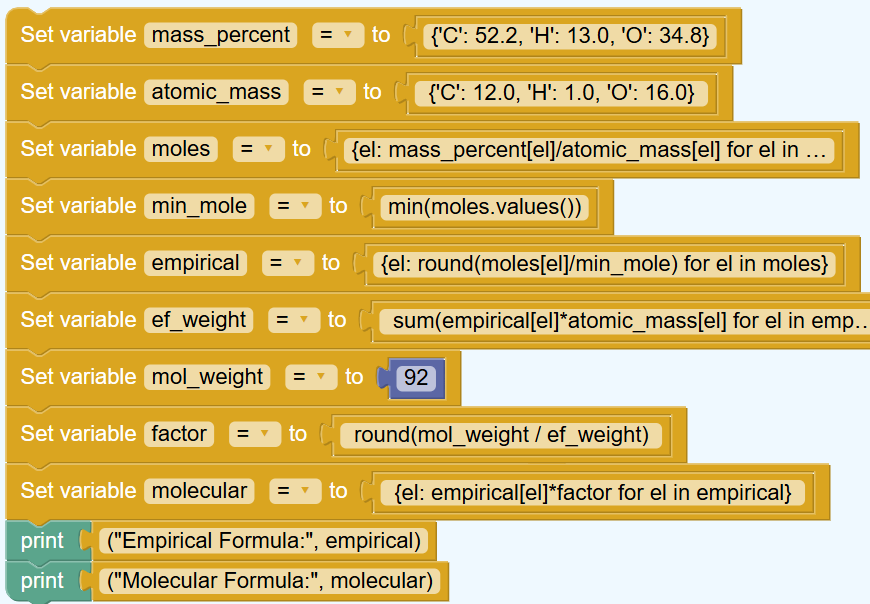 Set variable mass_percent = to {'C': 52.2, 'H': 13.0, 'O': 34.8}
Set variable atomic_mass = to {'C': 12.0, 'H': 1.0, 'O': 16.0}
Set variable moles = to {el: mass_percent[el]/atomic_mass[el] for el in ...
Set variable min_mole = to min(moles.values())
Set variable empirical = to {el: round(moles[el]/min_mole) for el in moles}
Set variable ef_weight = to sum(empirical[el]*atomic_mass[el] for el in emp...
Set variable mol_weight = to 92
Set variable factor = to round(mol_weight / ef_weight)
Set variable molecular = to {el: empirical[el]*factor for el in empirical}
print ("Empirical Formula:", empirical)
print ("Molecular Formula:", molecular)